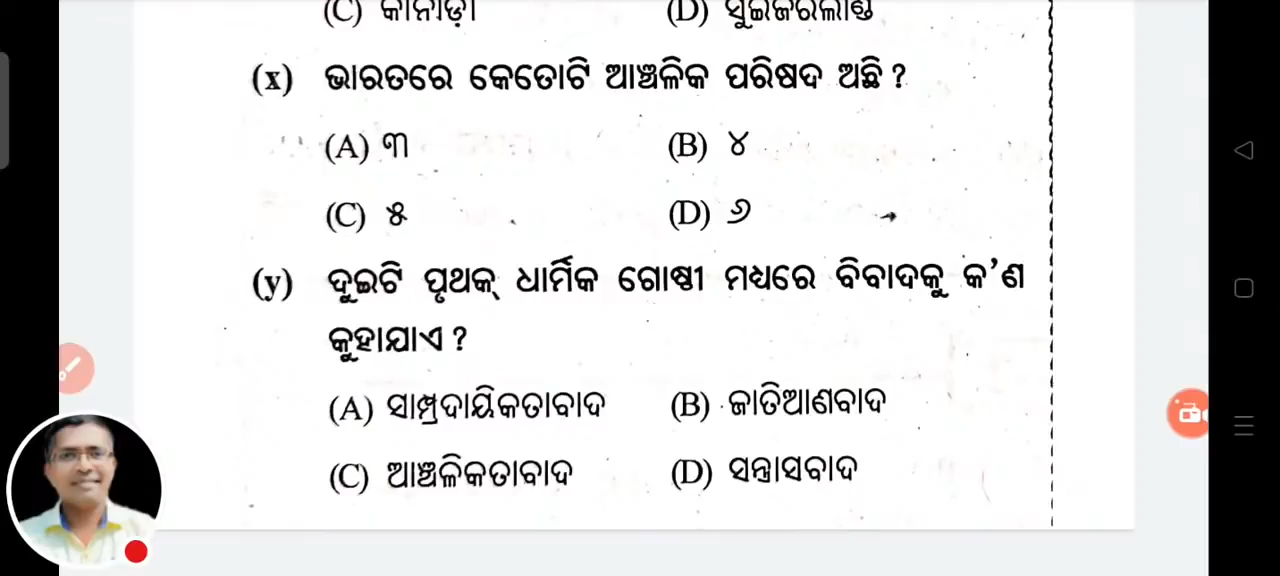 (C) କାନାଡ଼ା (D) ସୁଇଜରଲାଣ୍ଡ
(x) ଭାରତରେ କେତୋଟି ଆଞ୍ଚଳିକ ପରିଷଦ ଅଛି ?
(A) ୩ (B) ୪
(C) ୫ (D) ୬
(y) ଦୁଇଟି ପୃଥକ୍ ଧାର୍ମିକ ଗୋଷ୍ଠୀ ମଧ୍ୟରେ ବିବାଦକୁ କ'ଣ
କୁହାଯାଏ ?
(A) ସାମ୍ପ୍ରଦାୟିକତାବାଦ (B) ଜାତିଆଣବାଦ
(C) ଆଞ୍ଚଳିକତାବାଦ (D) ସନ୍ତ୍ରାସବାଦ